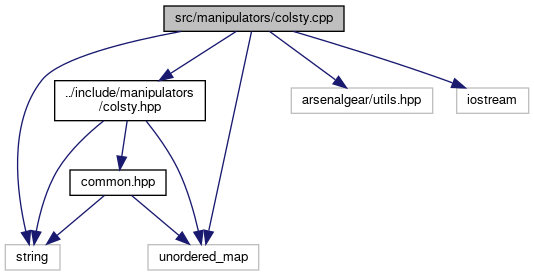 src/manipulators/colsty.cpp
../include/manipulators
/colsty.hpp
arsenalgear/utils.hpp
iostream
common.hpp
string
unordered_map